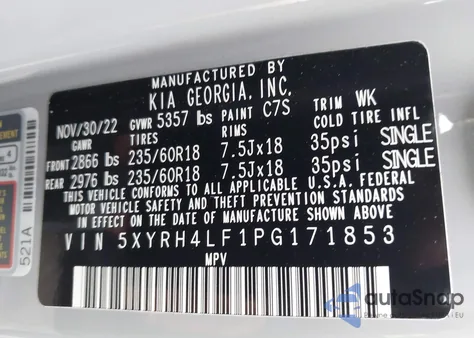 MANUFACTURED BY
KIA GEORGIA, INC.
NOV/30/22 GVWR 5357 lbs PAINT C7S TRIM WK
GAWR TIRES RIMS COLD TIRE INFL
FRONT 2866 lbs 235/60R18 7.5Jx18 35psi SINGLE
REAR 2976 lbs 235/60R18 7.5Jx18 35psi SINGLE
THIS VEHICLE CONFORMS TO ALL APPLICABLE U.S.A. FEDERAL
MOTOR VEHICLE SAFETY AND THEFT PREVENTION STANDARDS
IN EFFECT ON THE DATE OF MANUFACTURE SHOWN ABOVE.
VIN 5XYRH4LF1PG171853
MPV
521A
autoSnap